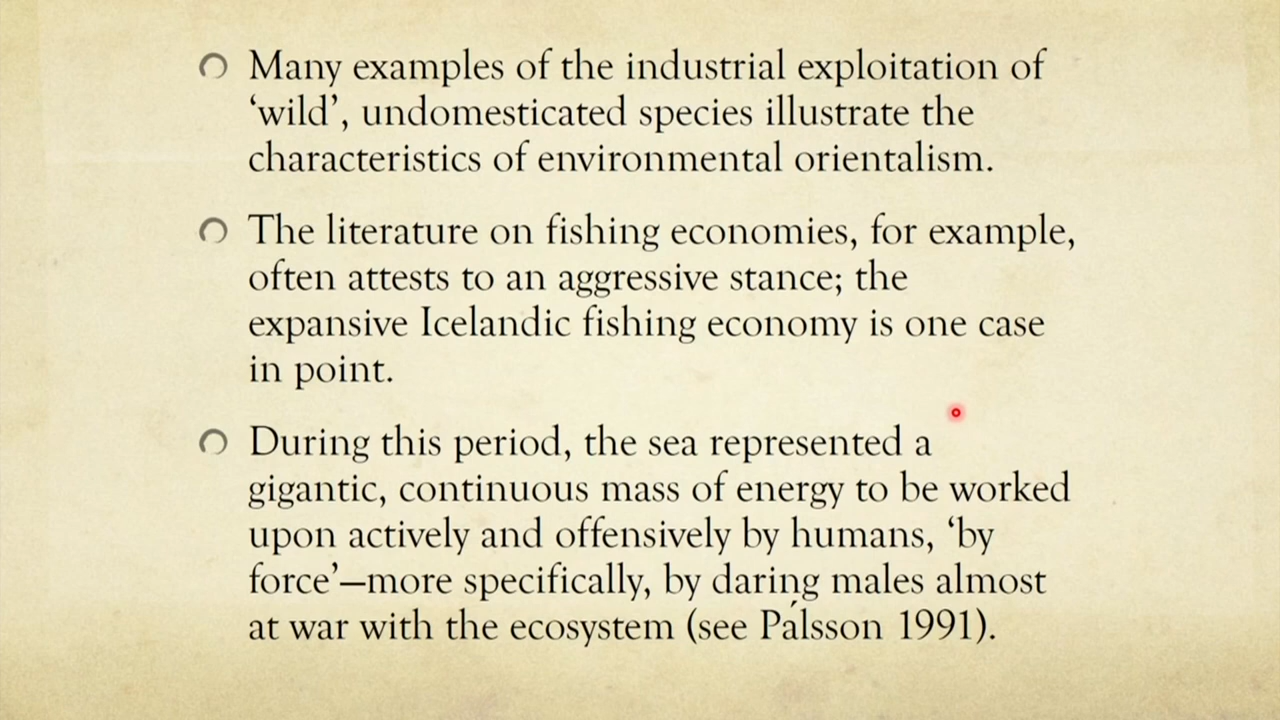 Many examples of the industrial exploitation of
‘wild’, undomesticated species illustrate the
characteristics of environmental orientalism.
The literature on fishing economies, for example,
often attests to an aggressive stance; the
expansive Icelandic fishing economy is one case
in point.
During this period, the sea represented a
gigantic, continuous mass of energy to be worked
upon actively and offensively by humans, ‘by
force’—more specifically, by daring males almost
at war with the ecosystem (see Pálsson 1991).